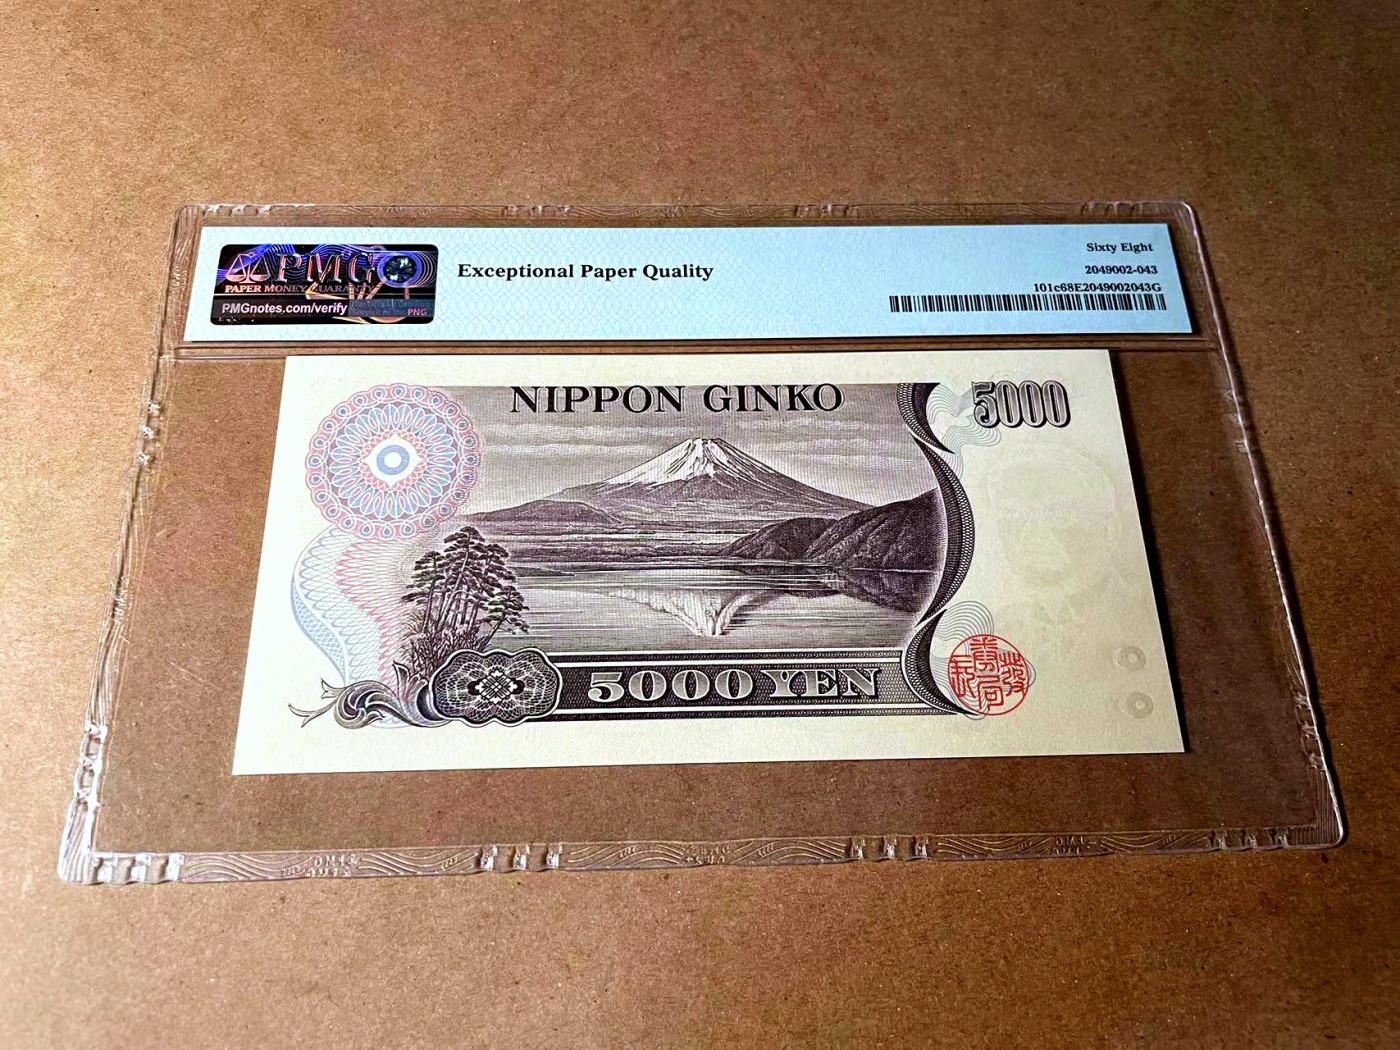 PMG
PAPER MONEY GUARANTY
PMGnotes.com/verify
PNG
Exceptional Paper Quality
Sixty Eight
2049002-043
101c68E2049002043G
NIPPON GINKO
5000
5000 YEN